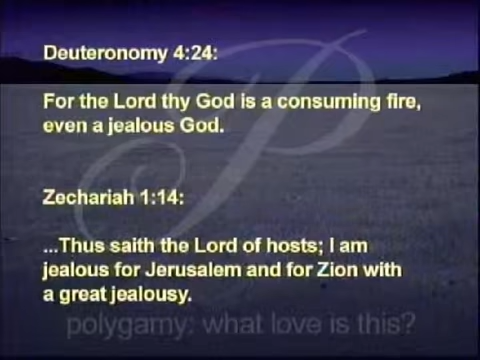 Deuteronomy 4:24:
For the Lord thy God is a consuming fire,
even a jealous God.
Zechariah 1:14:
...Thus saith the Lord of hosts; I am
jealous for Jerusalem and for Zion with
a great jealousy.
polygamy: what love is this?